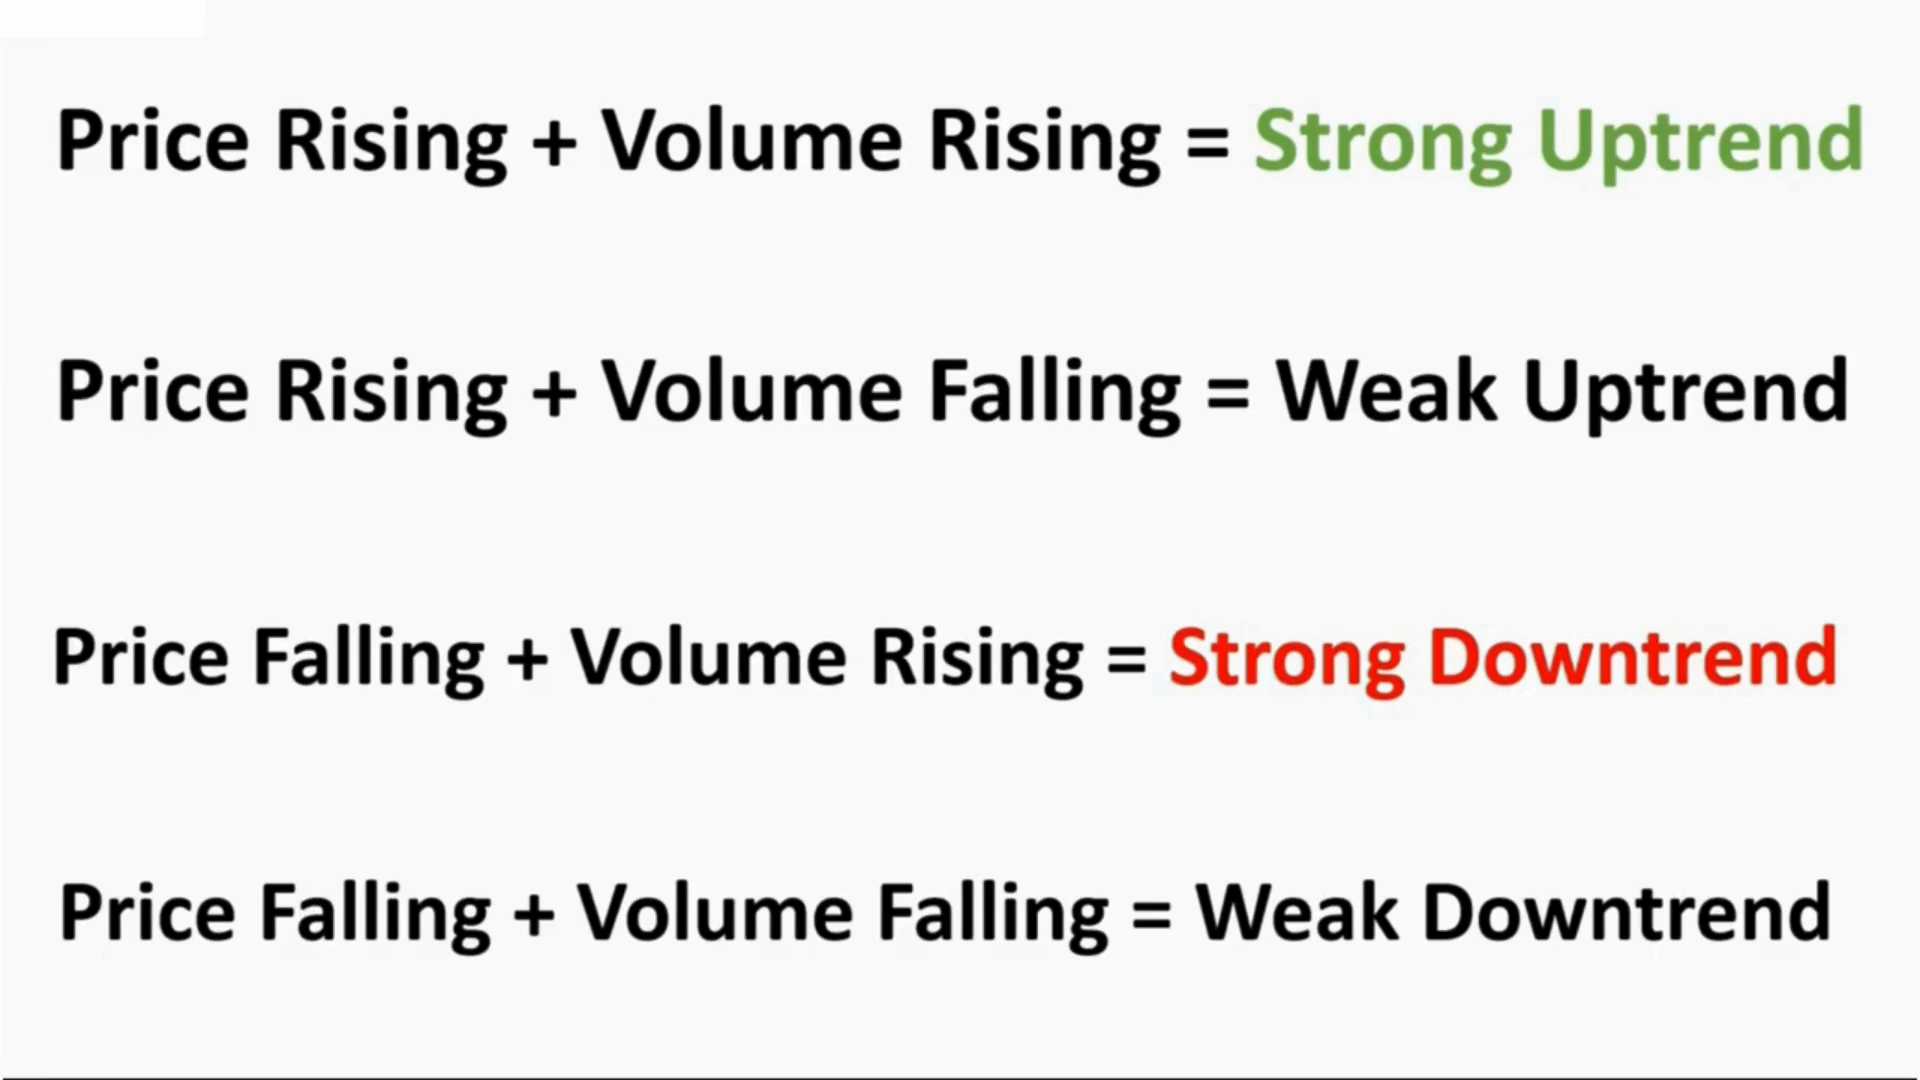 Price Rising + Volume Rising = Strong Uptrend
Price Rising + Volume Falling = Weak Uptrend
Price Falling + Volume Rising = Strong Downtrend
Price Falling + Volume Falling = Weak Downtrend